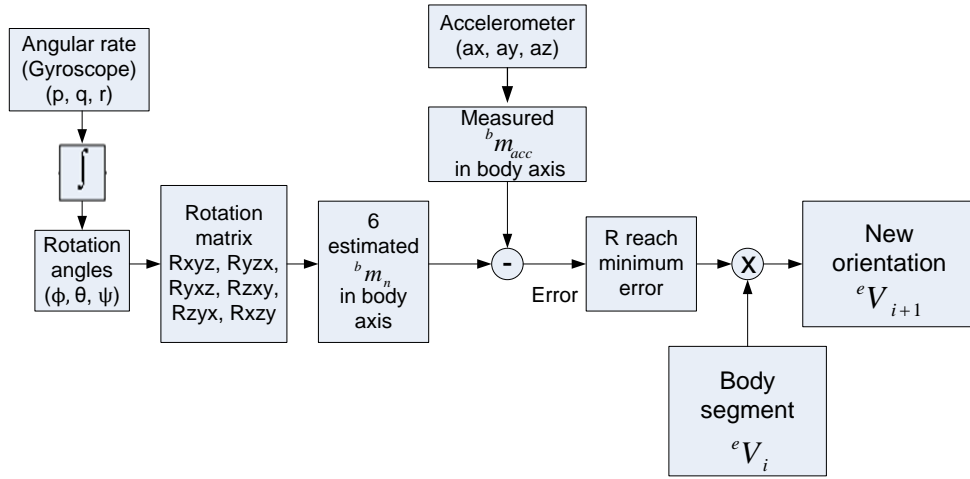 Angular rate
(Gyroscope)
(p, q, r)
∫
Rotation
angles
(ϕ, θ, ψ)
Rotation
matrix
Rxyz, Ryzx,
Ryxz, Rzxy,
Rzyx, Rxzy
6
estimated
ᵇmₙ
in body
axis
Accelerometer
(ax, ay, az)
Measured
ᵇm_acc
in body axis
-
Error
R reach
minimum
error
X
New
orientation
ᵉVᵢ₊₁
Body
segment
ᵉVᵢ